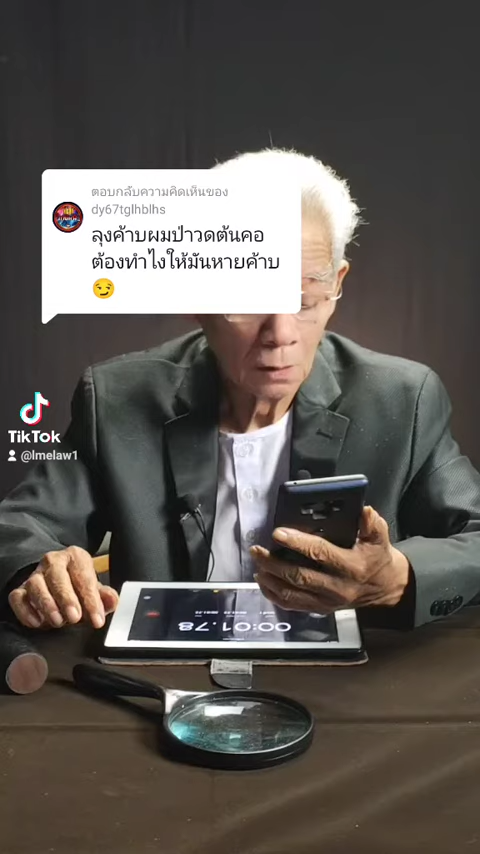 ตอบกลับความคิดเห็นของ
dy67tglhblhs
ลุงค้าบผมป่าวดต้นคอ
ต้องทำไงให้มันหายค้าบ
😏
TikTok
@lmelaw1
00:01.78